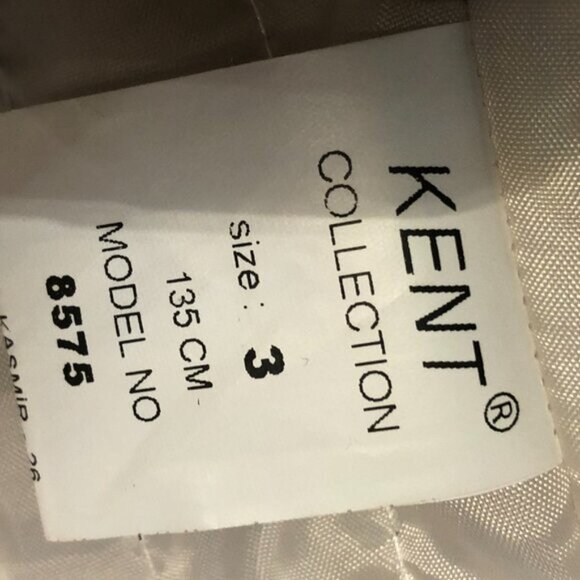 KENT®
COLLECTION
size : 3
135 CM
MODEL NO
8575